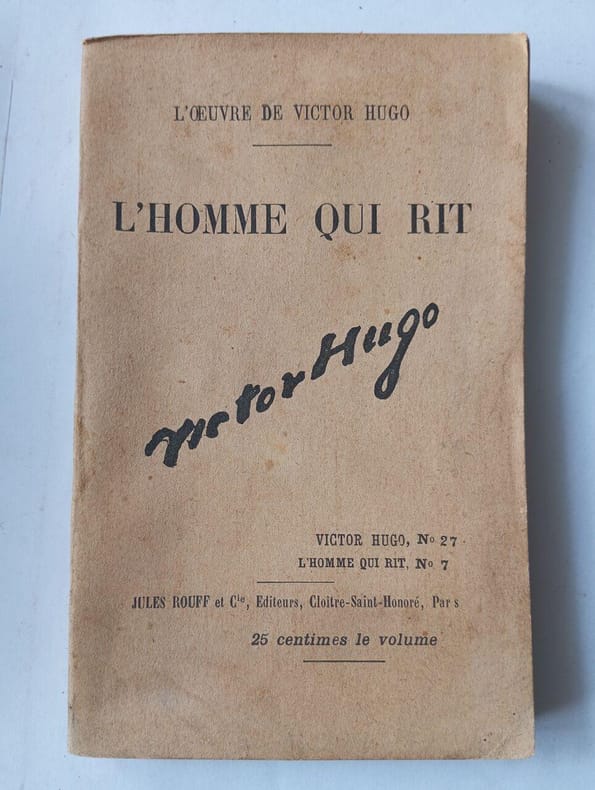 L'ŒUVRE DE VICTOR HUGO
L'HOMME QUI RIT
Victor Hugo
VICTOR HUGO, No 27
L'HOMME QUI RIT, No 7
JULES ROUFF et Cie, Editeurs, Cloître-Saint-Honoré, Par s
25 centimes le volume